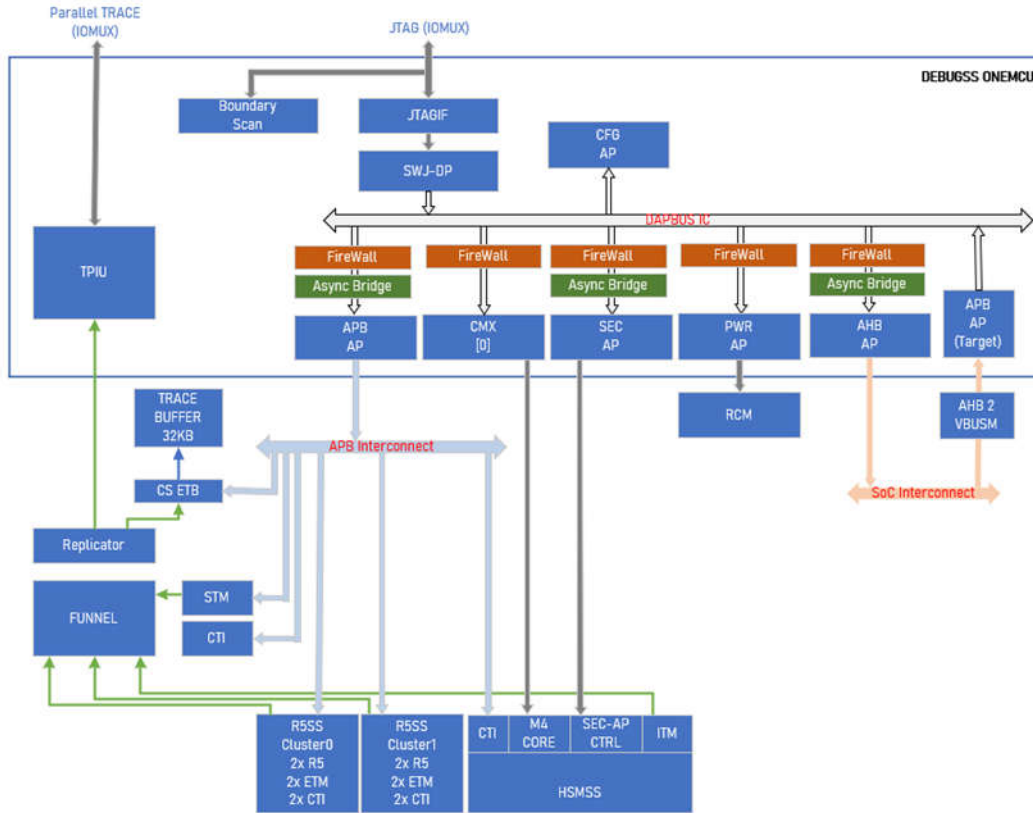 Parallel TRACE
(IOMUX)
JTAG (IOMUX)
DEBUGSS ONEMCU
Boundary
Scan
JTAGIF
CFG
AP
SWJ-DP
DAPBUS IC
TPIU
FireWall
FireWall
FireWall
FireWall
FireWall
Async Bridge
Async Bridge
Async Bridge
APB
AP
CMX
[0]
SEC
AP
PWR
AP
AHB
AP
APB
AP
(Target)
TRACE
BUFFER
32KB
RCM
AHB 2
VBUSM
APB Interconnect
CS ETB
SoC Interconnect
Replicator
FUNNEL
STM
CTI
R5SS
Cluster0
2x R5
2x ETM
2x CTI
R5SS
Cluster1
2x R5
2x ETM
2x CTI
CTI
M4
CORE
SEC-AP
CTRL
ITM
HSMSS